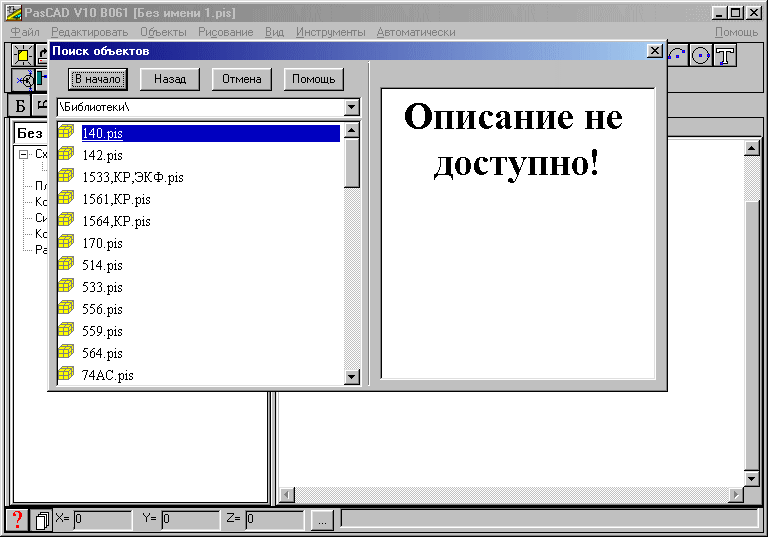 PasCAD V10 B061 [Без имени 1.pis]
Файл Редактировать Объекты Рисование Вид Инструменты Автоматически Помощь
Поиск объектов
В начало Назад Отмена Помощь
\Библиотеки\
140.pis
142.pis
1533,КР,ЭКФ.pis
1561,КР.pis
1564,КР.pis
170.pis
514.pis
533.pis
556.pis
559.pis
564.pis
74AC.pis
Описание не
доступно!
Б
Без
Сх
Пл
Ко
Си
Ко
Ра
X= 0 Y= 0 Z= 0 ...